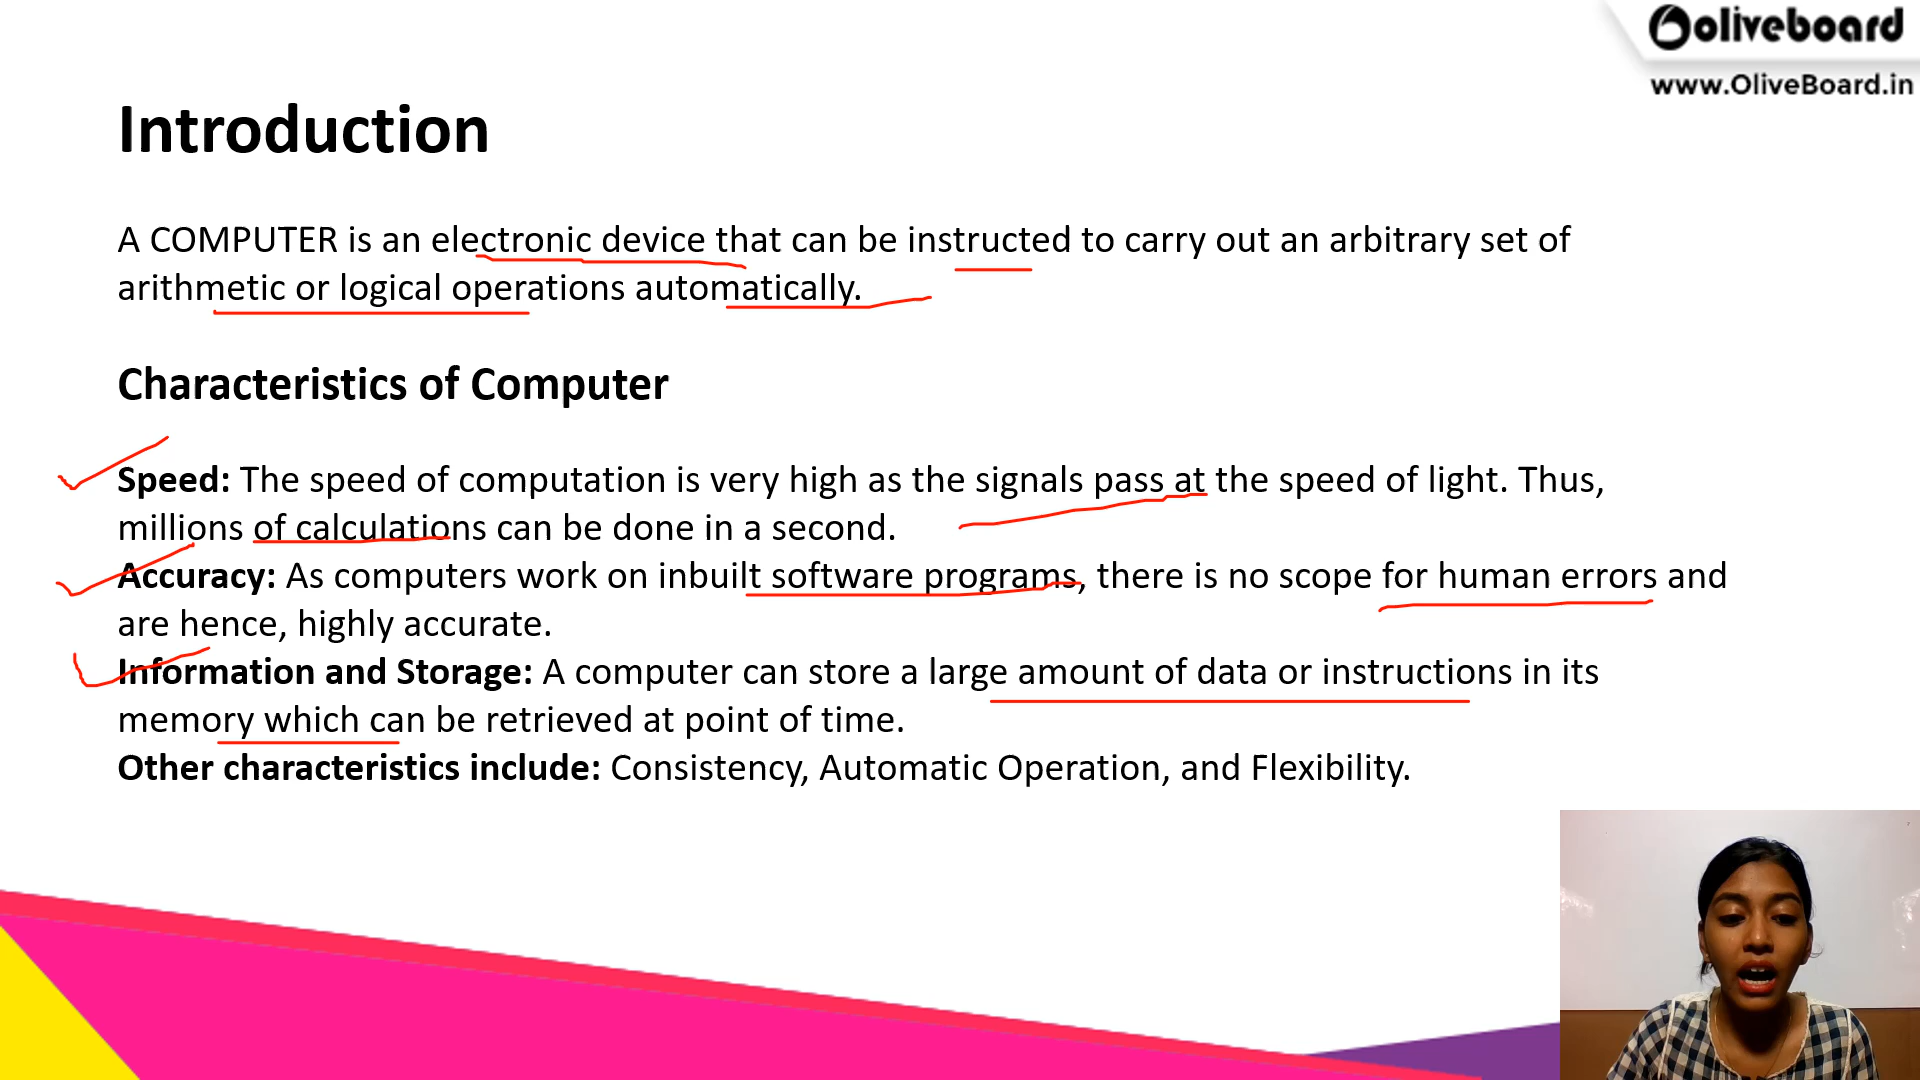 oliveboard
www.OliveBoard.in
Introduction
A COMPUTER is an electronic device that can be instructed to carry out an arbitrary set of
arithmetic or logical operations automatically.
Characteristics of Computer
Speed: The speed of computation is very high as the signals pass at the speed of light. Thus,
millions of calculations can be done in a second.
Accuracy: As computers work on inbuilt software programs, there is no scope for human errors and
are hence, highly accurate.
Information and Storage: A computer can store a large amount of data or instructions in its
memory which can be retrieved at point of time.
Other characteristics include: Consistency, Automatic Operation, and Flexibility.